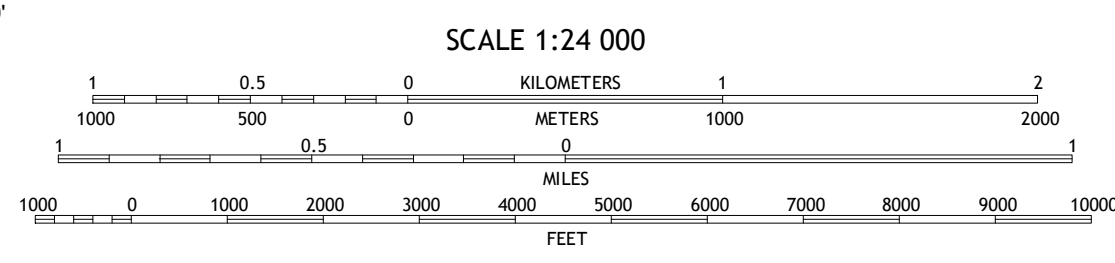 SCALE 1:24 000
1 0.5 0 KILOMETERS 1 2
1000 500 0 METERS 1000 2000
1 0.5 0 1
MILES
1000 0 1000 2000 3000 4000 5000 6000 7000 8000 9000 10000
FEET